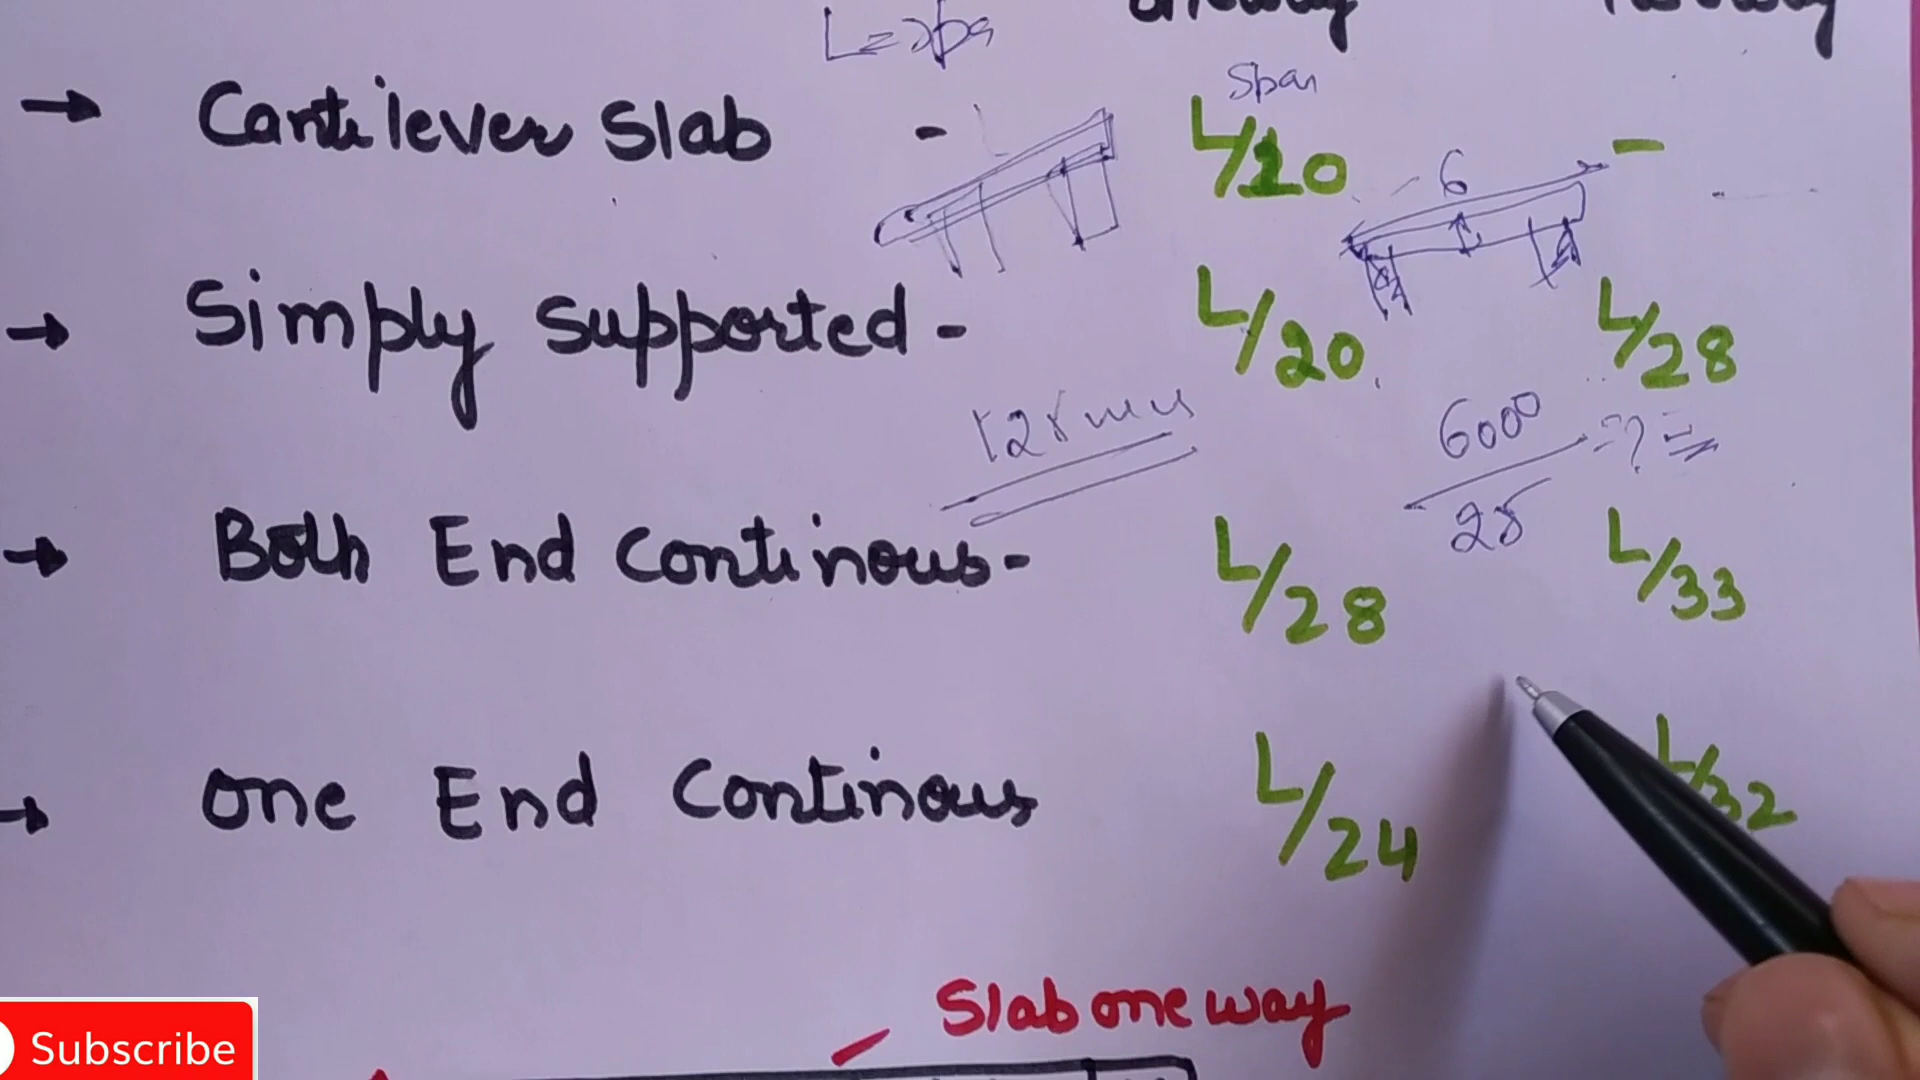 → Cantilever Slab - L/10 -
Span
6
→ Simply Supported - L/20 L/28
6000
28
→ Both End Continous - L/28 L/33
→ one End Continous L/24 L/32
Slab one way
Subscribe